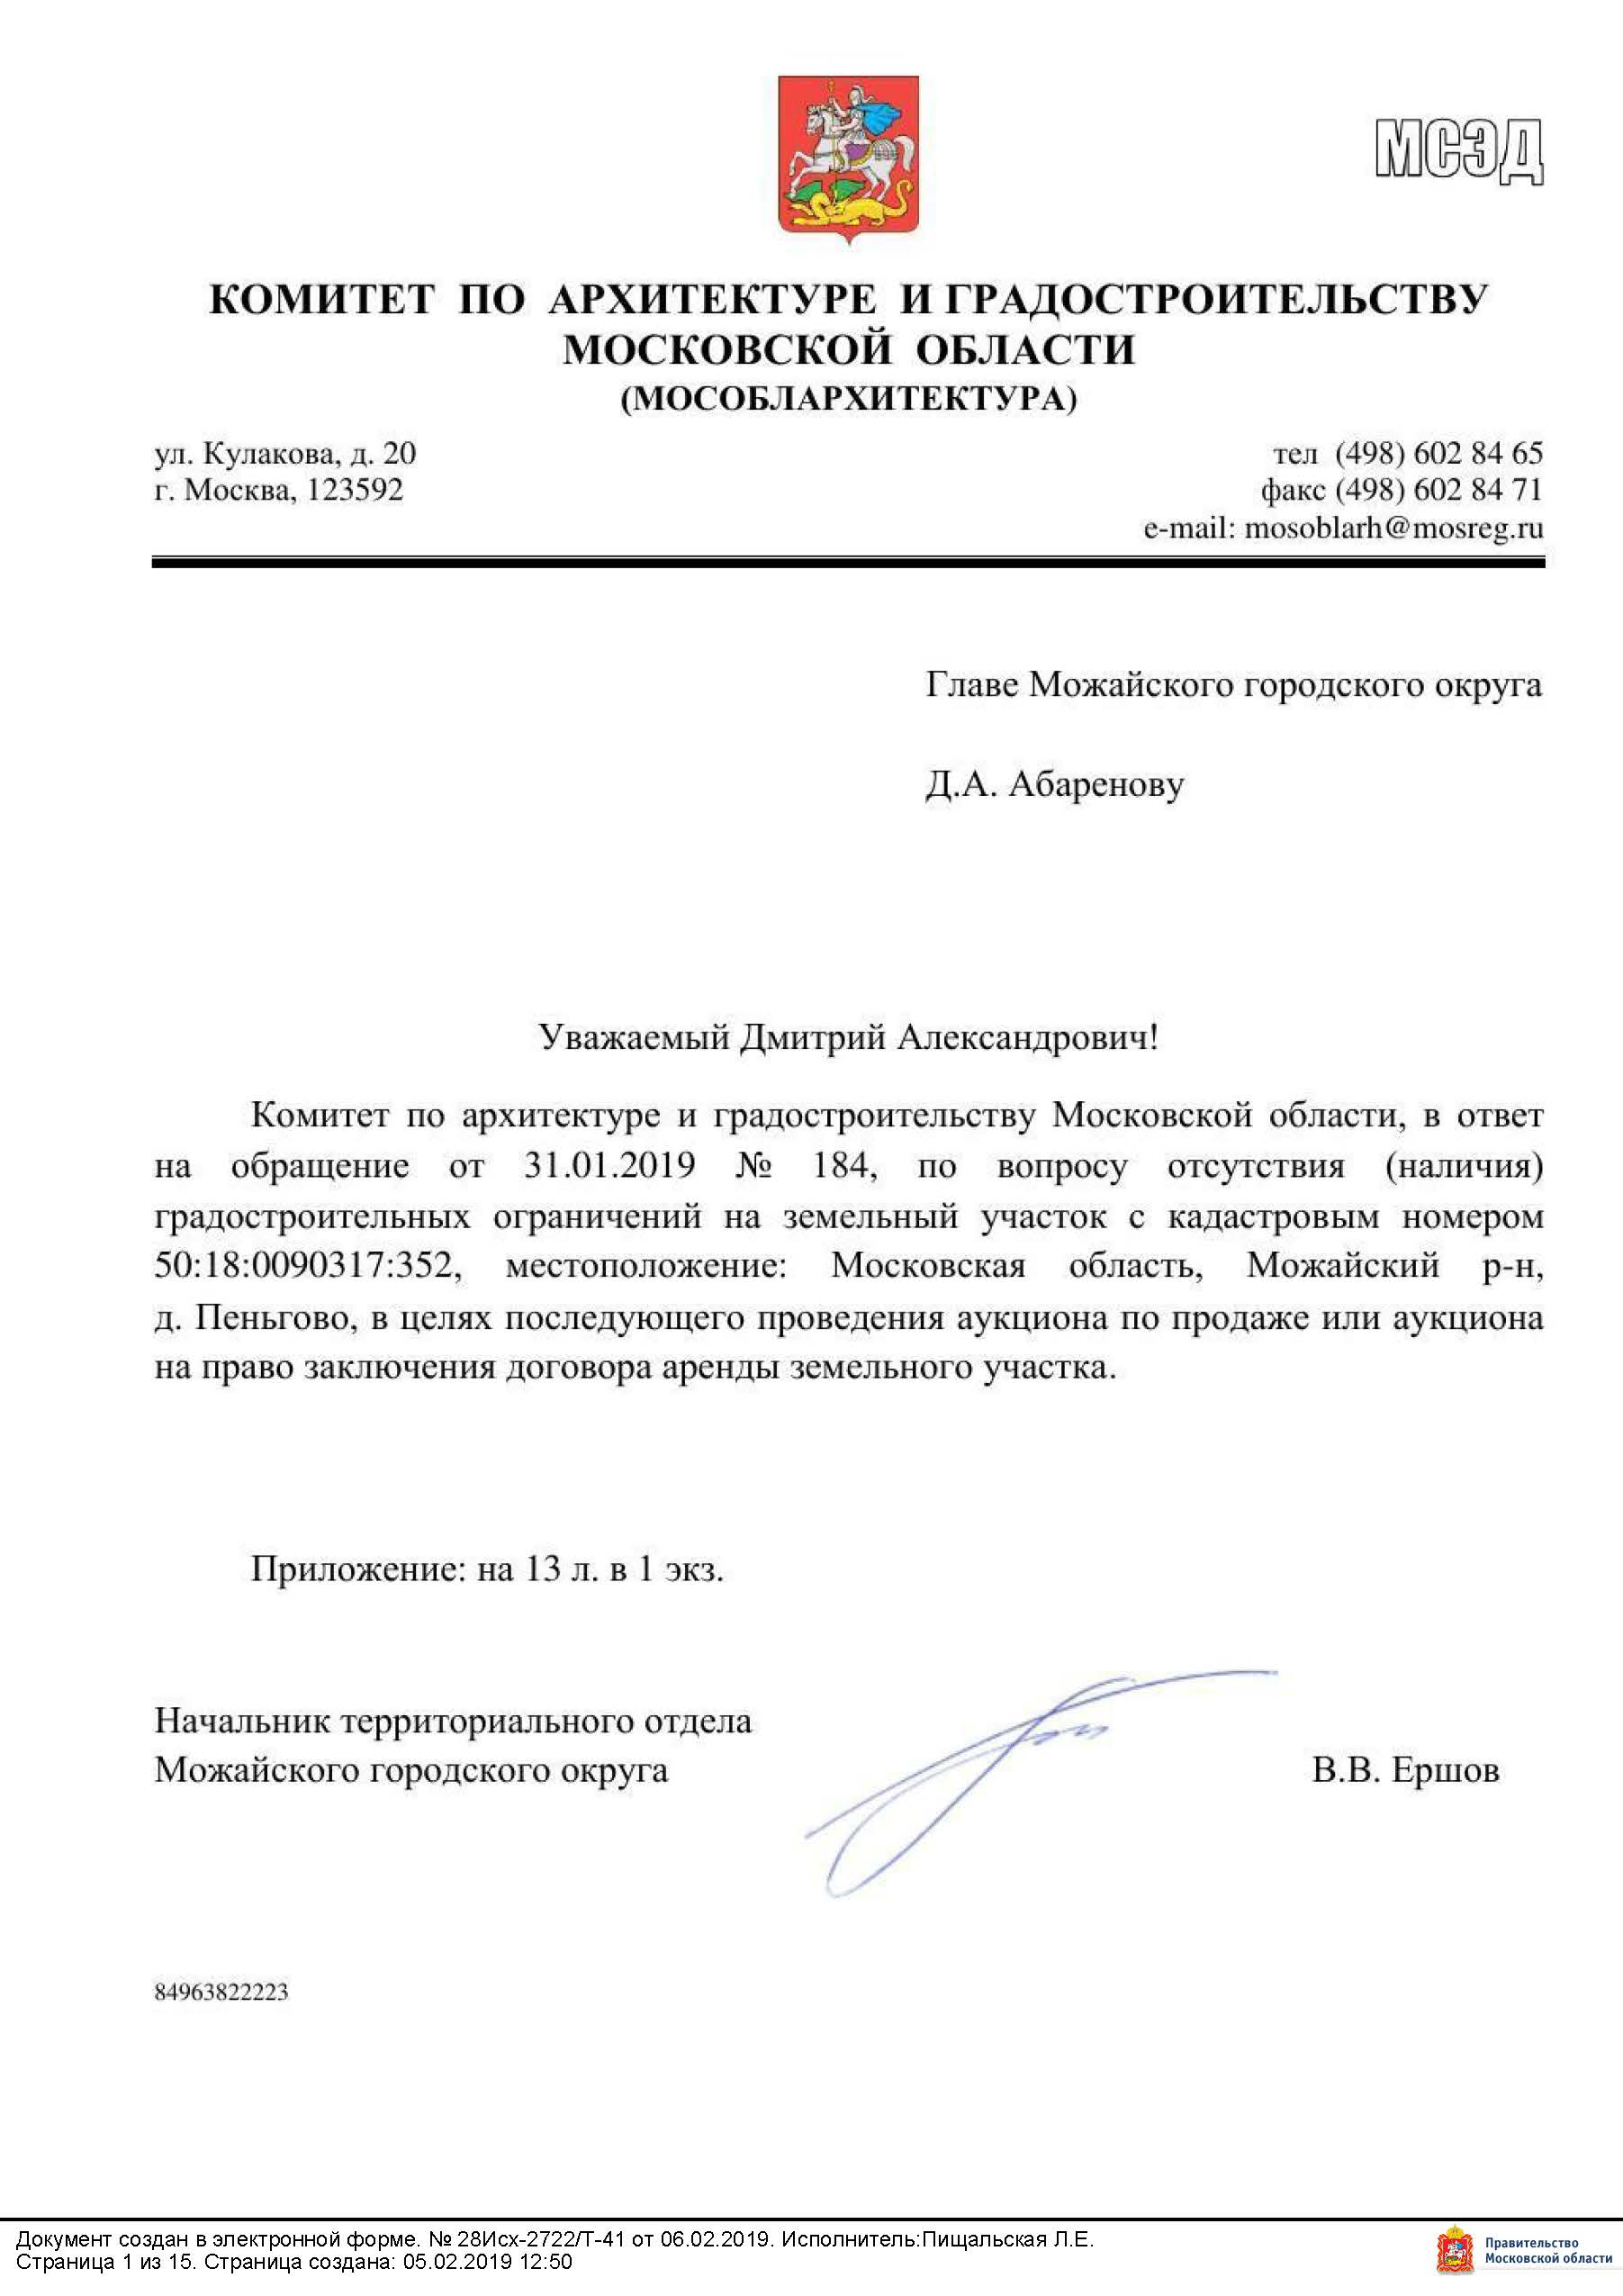 МСЭД
КОМИТЕТ ПО АРХИТЕКТУРЕ И ГРАДОСТРОИТЕЛЬСТВУ
МОСКОВСКОЙ ОБЛАСТИ
(МОСОБЛАРХИТЕКТУРА)
ул. Кулакова, д. 20
г. Москва, 123592
тел (498) 602 84 65
факс (498) 602 84 71
e-mail: mosoblarh@mosreg.ru
Главе Можайского городского округа
Д.А. Абаренову
Уважаемый Дмитрий Александрович!
Комитет по архитектуре и градостроительству Московской области, в ответ
на обращение от 31.01.2019 № 184, по вопросу отсутствия (наличия)
градостроительных ограничений на земельный участок с кадастровым номером
50:18:0090317:352, местоположение: Московская область, Можайский р-н,
д. Пеньгово, в целях последующего проведения аукциона по продаже или аукциона
на право заключения договора аренды земельного участка.
Приложение: на 13 л. в 1 экз.
Начальник территориального отдела
Можайского городского округа
В.В. Ершов
84963822223
Документ создан в электронной форме. № 28Исх-2722/Т-41 от 06.02.2019. Исполнитель:Пищальская Л.Е.
Страница 1 из 15. Страница создана: 05.02.2019 12:50
Правительство
Московской области